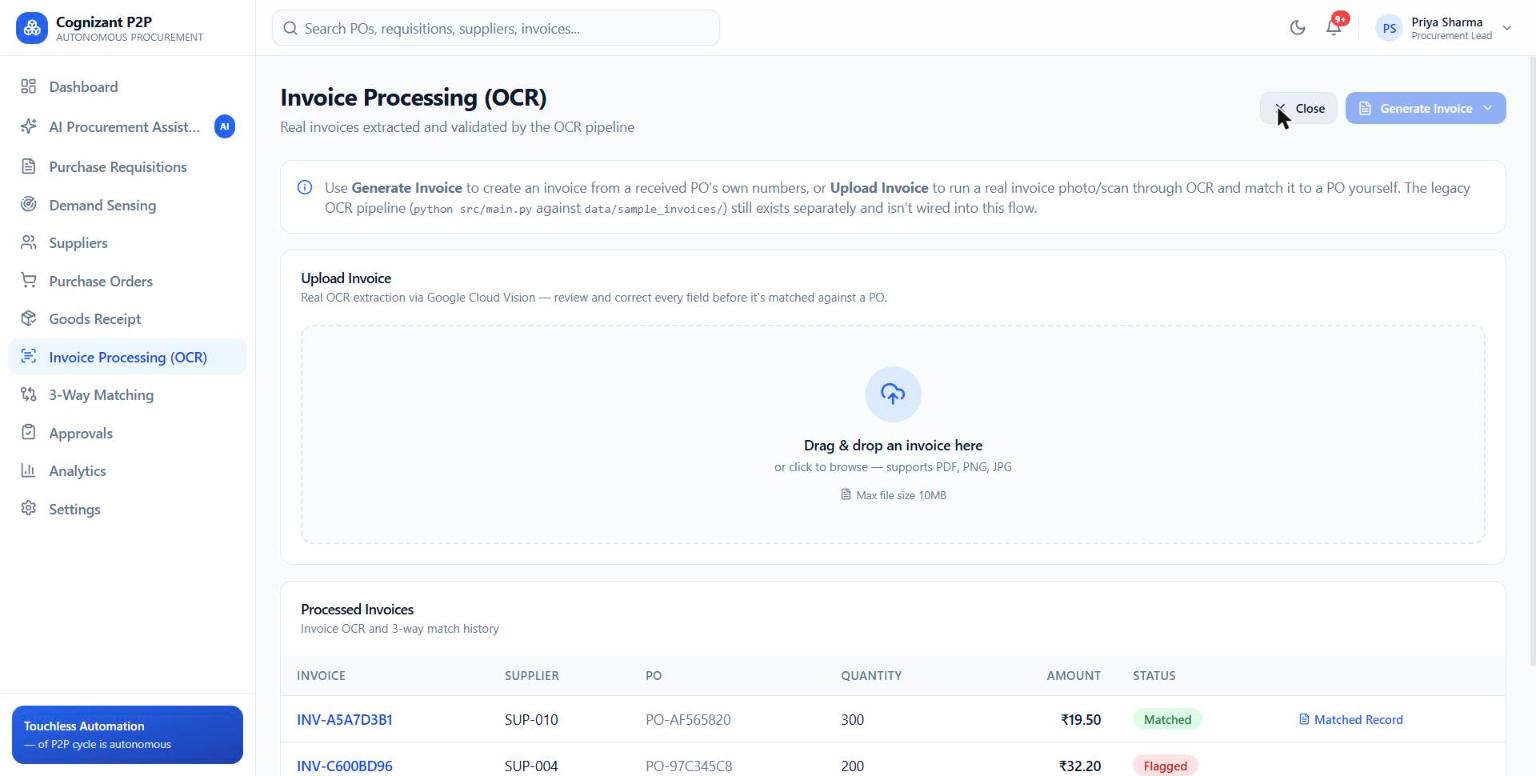 Cognizant P2P
AUTONOMOUS PROCUREMENT
Search POs, requisitions, suppliers, invoices...
9+
PS
Priya Sharma
Procurement Lead
Dashboard
AI Procurement Assist...
AI
Purchase Requisitions
Demand Sensing
Suppliers
Purchase Orders
Goods Receipt
Invoice Processing (OCR)
3-Way Matching
Approvals
Analytics
Settings
Touchless Automation
— of P2P cycle is autonomous
Invoice Processing (OCR)
Real invoices extracted and validated by the OCR pipeline
Close
Generate Invoice
Use Generate Invoice to create an invoice from a received PO's own numbers, or Upload Invoice to run a real invoice photo/scan through OCR and match it to a PO yourself. The legacy
OCR pipeline (python src/main.py against data/sample_invoices/) still exists separately and isn't wired into this flow.
Upload Invoice
Real OCR extraction via Google Cloud Vision — review and correct every field before it's matched against a PO.
Drag & drop an invoice here
or click to browse — supports PDF, PNG, JPG
Max file size 10MB
Processed Invoices
Invoice OCR and 3-way match history
INVOICE SUPPLIER PO QUANTITY AMOUNT STATUS
INV-A5A7D3B1 SUP-010 PO-AF565820 300 ₹19.50 Matched Matched Record
INV-C600BD96 SUP-004 PO-97C345C8 200 ₹32.20 Flagged